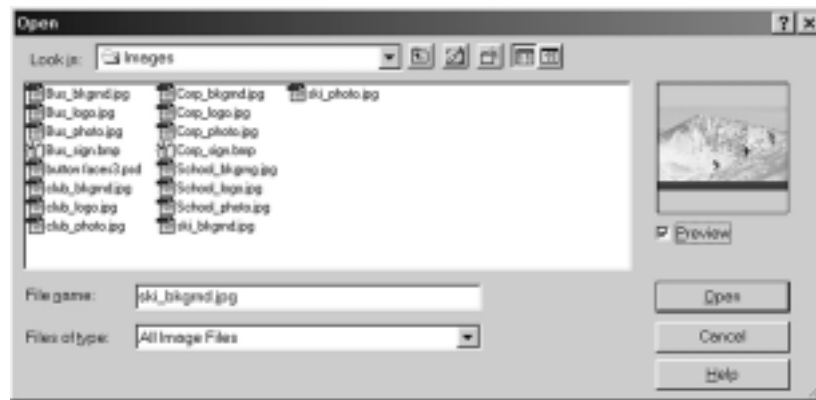 Open
Look in: Images
Bus_bkgrnd.jpg Corp_bkgrnd.jpg ski_photo.jpg
Bus_logo.jpg Corp_logo.jpg
Bus_photo.jpg Corp_photo.jpg
Bus_sign.bmp Corp_sign.bmp
button faces3.psd School_bkgrng.jpg
club_bkgrnd.jpg School_logo.jpg
club_logo.jpg School_photo.jpg
club_photo.jpg ski_bkgrnd.jpg
Preview
File name: ski_bkgrnd.jpg
Open
Files of type: All Image Files
Cancel
Help